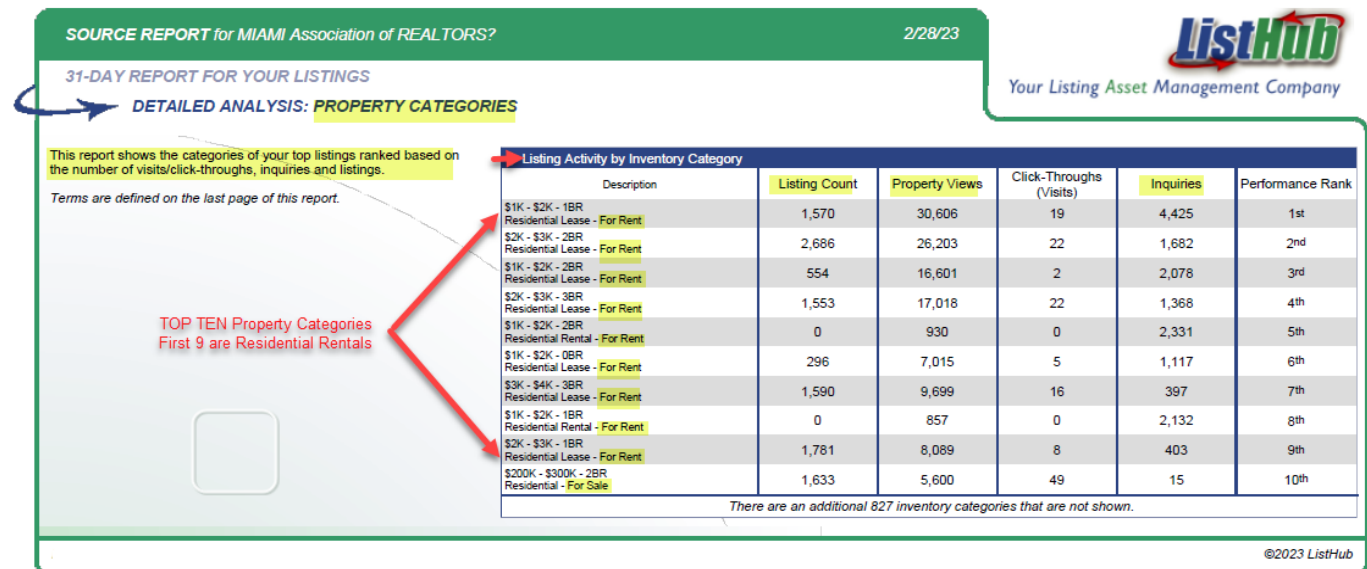 SOURCE REPORT for MIAMI Association of REALTORS? 2/28/23
ListHub
Your Listing Asset Management Company
31-DAY REPORT FOR YOUR LISTINGS
DETAILED ANALYSIS: PROPERTY CATEGORIES
This report shows the categories of your top listings ranked based on
the number of visits/click-throughs, inquiries and listings.
Terms are defined on the last page of this report.
TOP TEN Property Categories
First 9 are Residential Rentals
Listing Activity by Inventory Category
Description Listing Count Property Views Click-Throughs (Visits) Inquiries Performance Rank
$1K - $2K - 1BR
Residential Lease - For Rent 1,570 30,606 19 4,425 1st
$2K - $3K - 2BR
Residential Lease - For Rent 2,686 26,203 22 1,682 2nd
$1K - $2K - 2BR
Residential Lease - For Rent 554 16,601 2 2,078 3rd
$2K - $3K - 3BR
Residential Lease - For Rent 1,553 17,018 22 1,368 4th
$1K - $2K - 2BR
Residential Rental - For Rent 0 930 0 2,331 5th
$1K - $2K - 0BR
Residential Lease - For Rent 296 7,015 5 1,117 6th
$3K - $4K - 3BR
Residential Lease - For Rent 1,590 9,699 16 397 7th
$1K - $2K - 1BR
Residential Rental - For Rent 0 857 0 2,132 8th
$2K - $3K - 1BR
Residential Lease - For Rent 1,781 8,089 8 403 9th
$200K - $300K - 2BR
Residential - For Sale 1,633 5,600 49 15 10th
There are an additional 827 inventory categories that are not shown.
©2023 ListHub